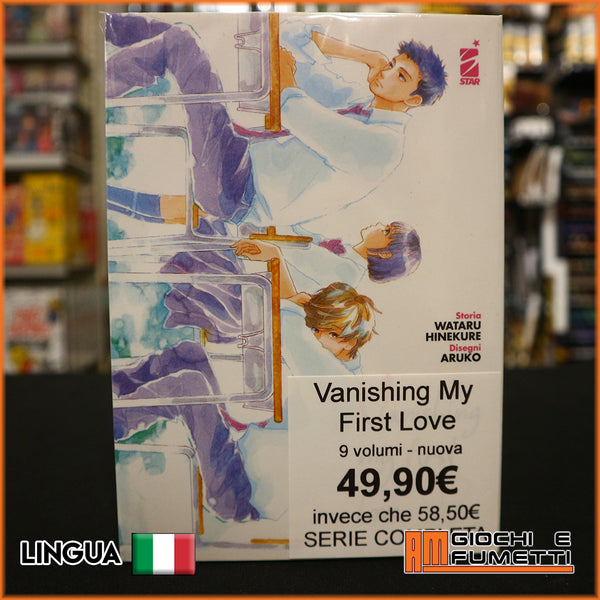 STAR
Storia
WATARU
HINEKURE
Disegni
ARUKO
Vanishing My
First Love
9 volumi - nuova
49,90€
invece che 58,50€
SERIE COMPLETA
LINGUA
AM GIOCHI E
FUMETTI